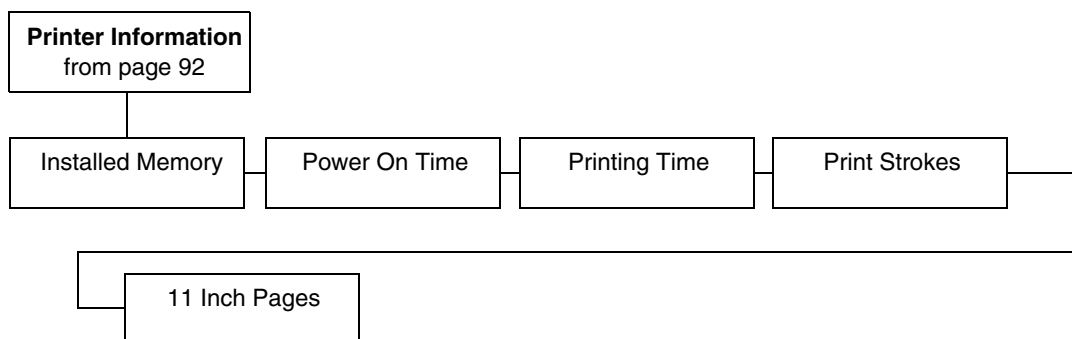 Printer Information
from page 92
Installed Memory
Power On Time
Printing Time
Print Strokes
11 Inch Pages